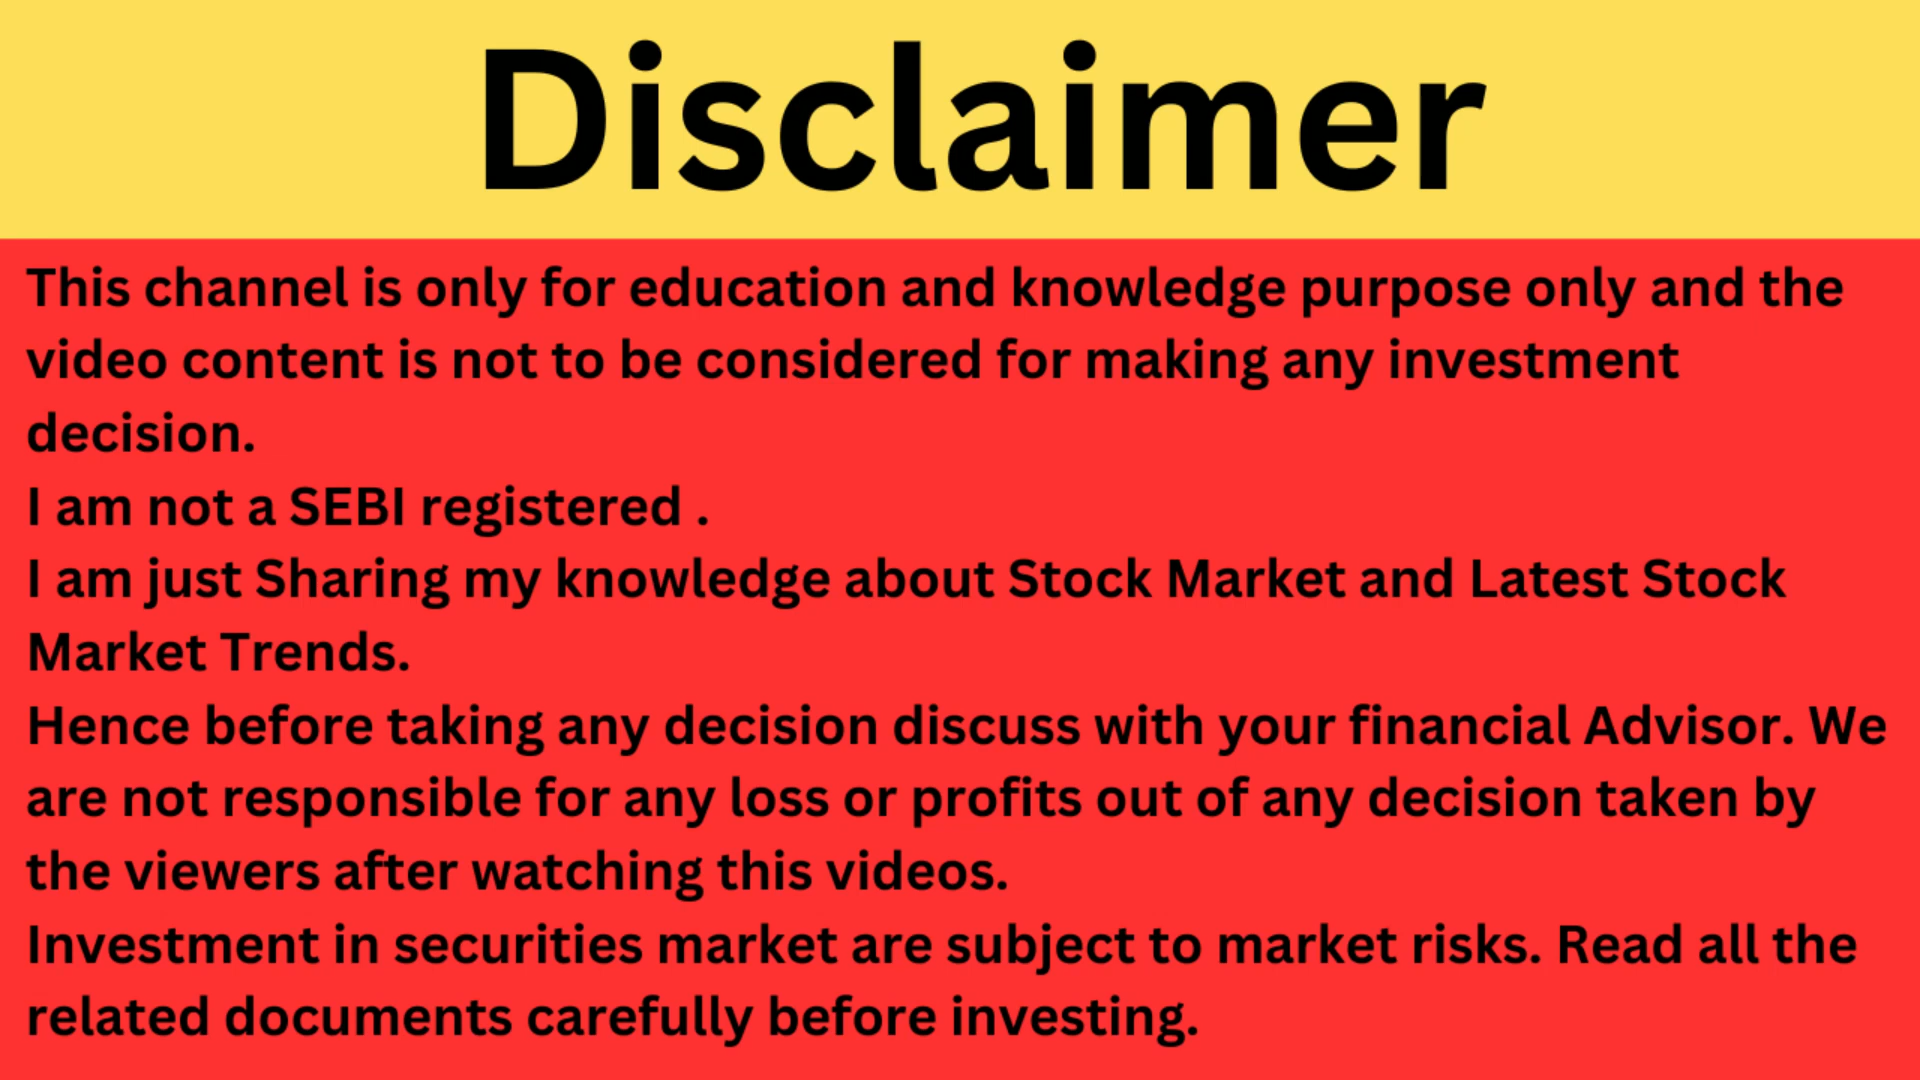 Disclaimer
This channel is only for education and knowledge purpose only and the
video content is not to be considered for making any investment
decision.
I am not a SEBI registered .
I am just Sharing my knowledge about Stock Market and Latest Stock
Market Trends.
Hence before taking any decision discuss with your financial Advisor. We
are not responsible for any loss or profits out of any decision taken by
the viewers after watching this videos.
Investment in securities market are subject to market risks. Read all the
related documents carefully before investing.